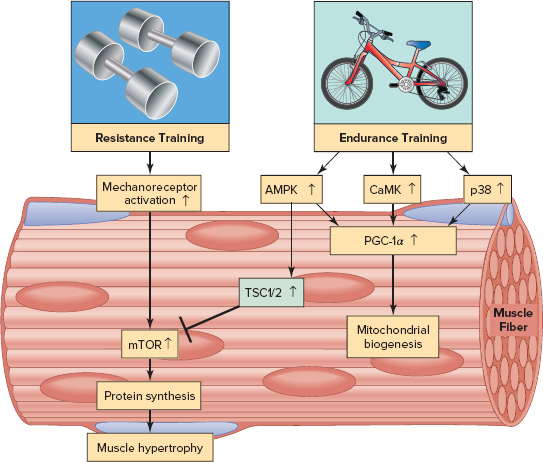 Resistance Training
Endurance Training
Mechanoreceptor
activation ↑
AMPK ↑
CaMK ↑
p38 ↑
PGC-1α ↑
TSC1/2 ↑
Muscle
Fiber
mTOR ↑
Mitochondrial
biogenesis
Protein synthesis
Muscle hypertrophy